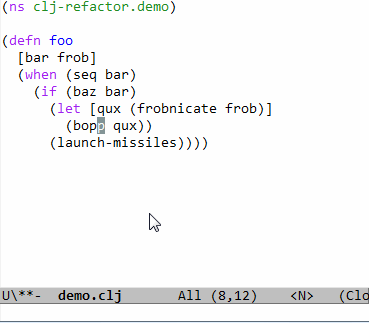 (ns clj-refactor.demo)
(defn foo
  [bar frob]
  (when (seq bar)
    (if (baz bar)
      (let [qux (frobnicate frob)]
        (bopp qux))
      (launch-missiles))))
U\**-  demo.clj       All (8,12)    <N>   (Clo